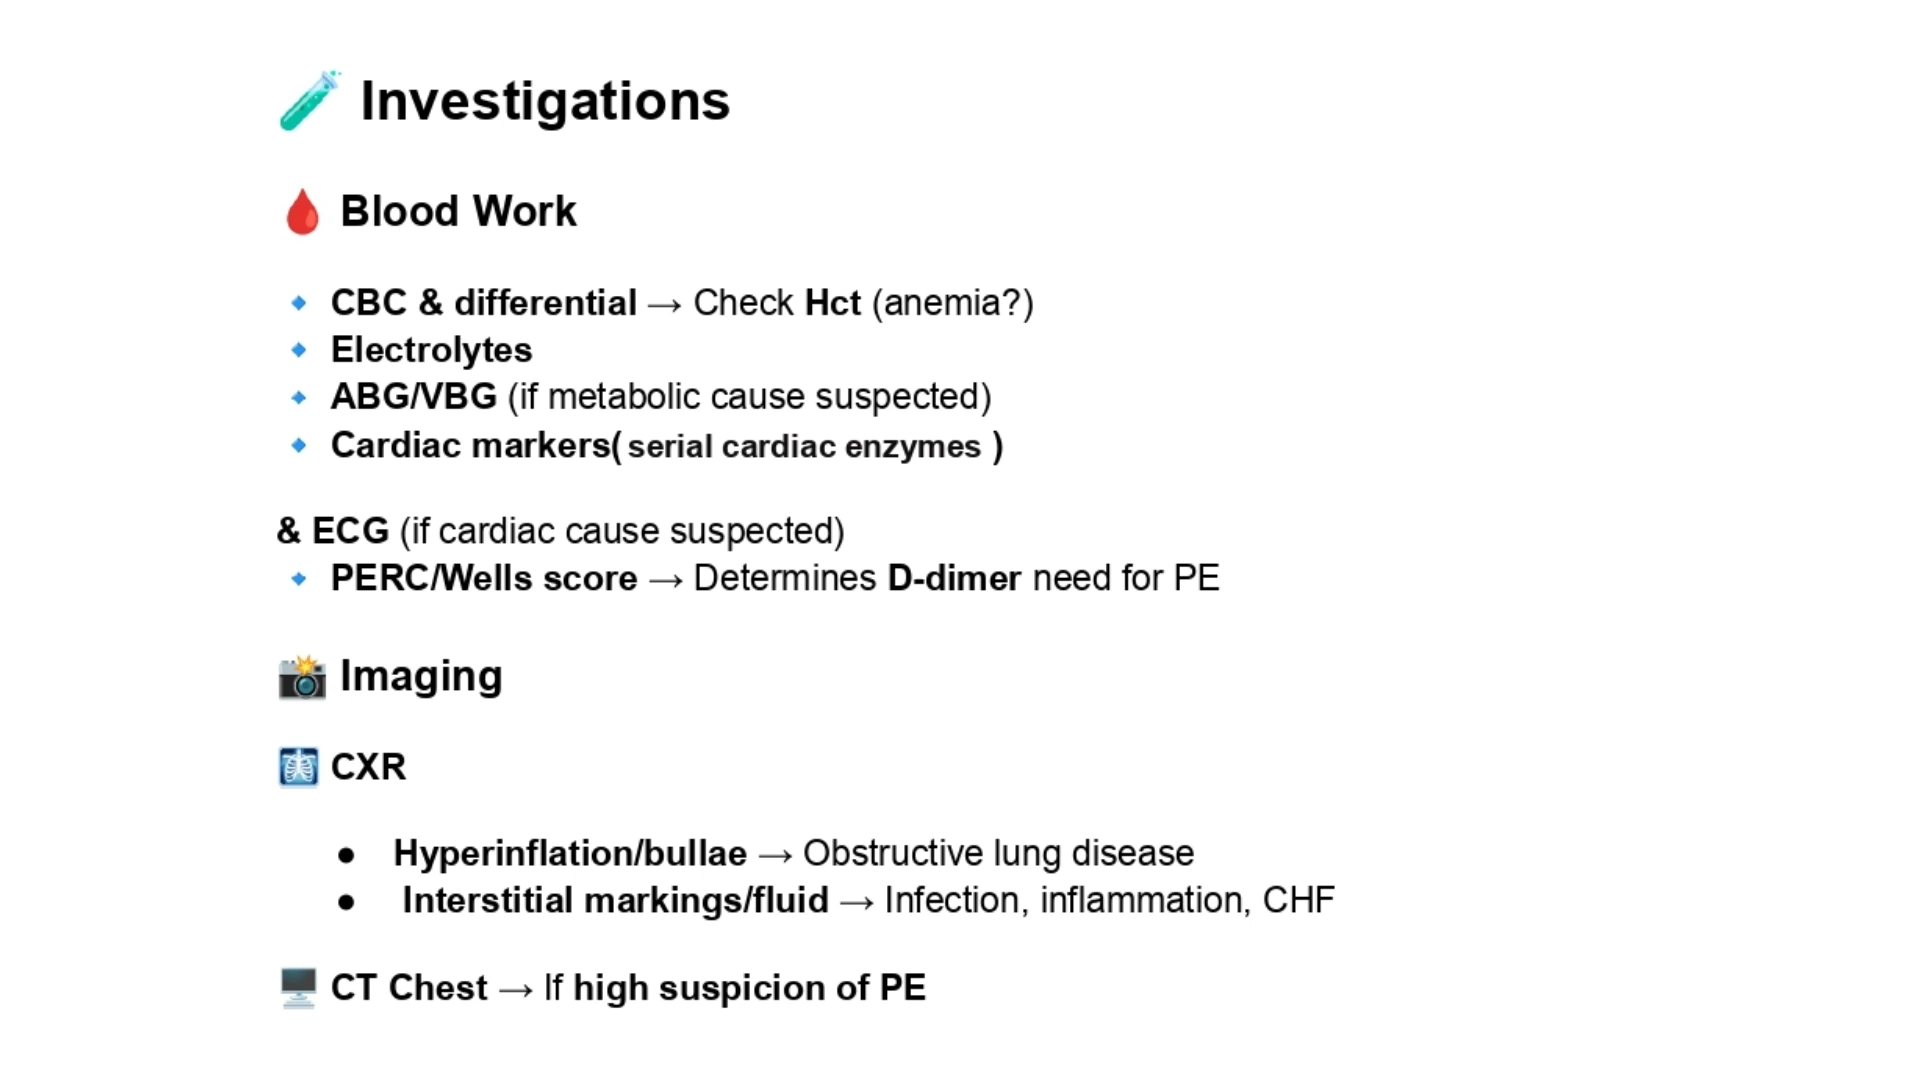 🧪 Investigations
🩸 Blood Work
🔹 CBC & differential → Check Hct (anemia?)
🔹 Electrolytes
🔹 ABG/VBG (if metabolic cause suspected)
🔹 Cardiac markers( serial cardiac enzymes )
& ECG (if cardiac cause suspected)
🔹 PERC/Wells score → Determines D-dimer need for PE
📸 Imaging
🩻 CXR
● Hyperinflation/bullae → Obstructive lung disease
● Interstitial markings/fluid → Infection, inflammation, CHF
🖥️ CT Chest → If high suspicion of PE